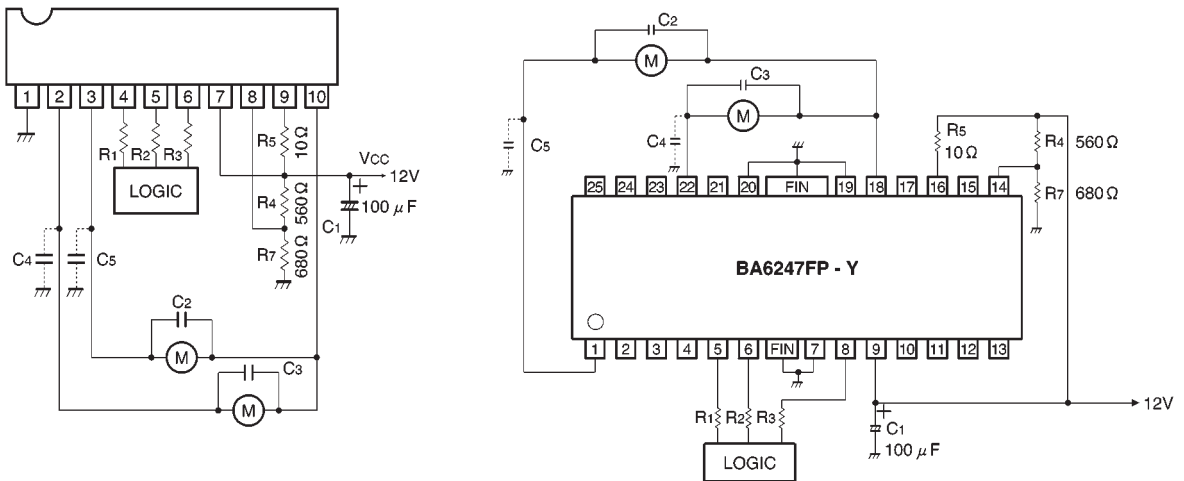 1 2 3 4 5 6 7 8 9 10
R1 R2 R3
LOGIC
R5
10Ω
VCC
12V
R4
560Ω
100 μF
C1
R7
680Ω
C4
C5
C2
M
C3
M
C2
M
C3
M
C5
C4
R5
10 Ω
R4 560 Ω
R7 680 Ω
25 24 23 22 21 20 FIN 19 18 17 16 15 14
BA6247FP - Y
1 2 3 4 5 6 FIN 7 8 9 10 11 12 13
R1 R2 R3
LOGIC
C1
100 μF
12V